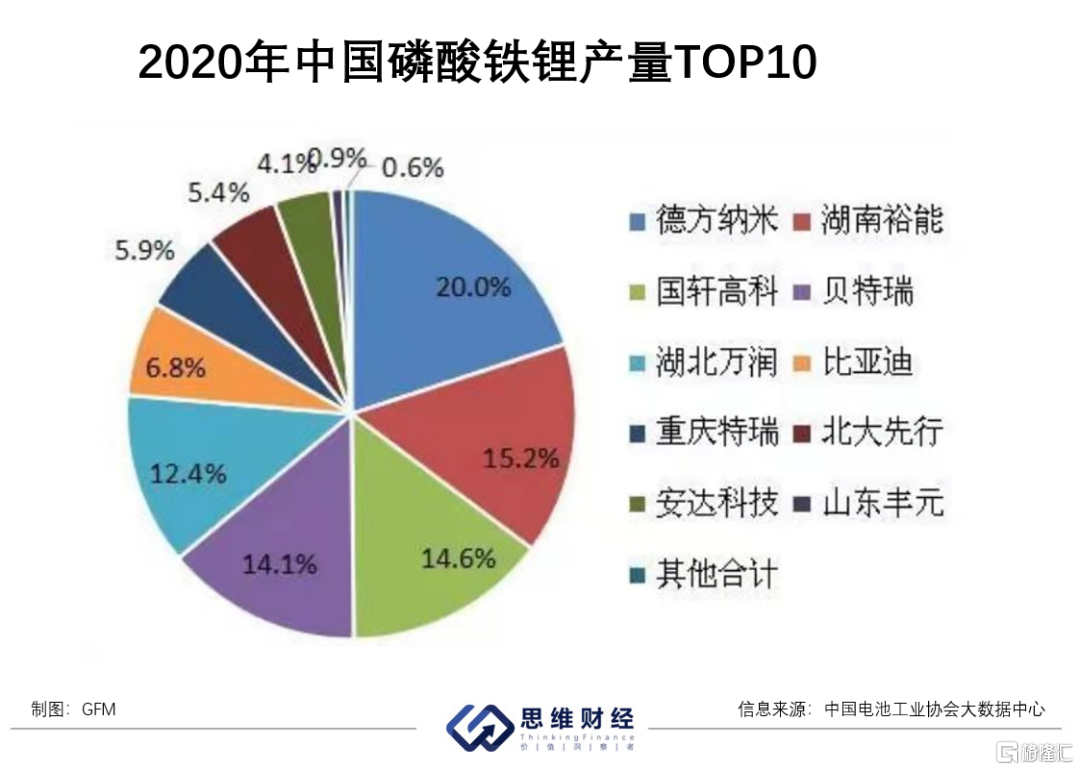 2020年中国磷酸铁锂产量TOP10
4.1%
0.9%
0.6%
5.4%
5.9%
20.0%
6.8%
15.2%
12.4%
14.6%
14.1%
德方纳米 湖南裕能
国轩高科 贝特瑞
湖北万润 比亚迪
重庆特瑞 北大先行
安达科技 山东丰元
其他合计
制图：GFM
思维财经
ThinkingFinance
价|值|洞|察|者
信息来源：中国电池工业协会大数据中心
格隆汇